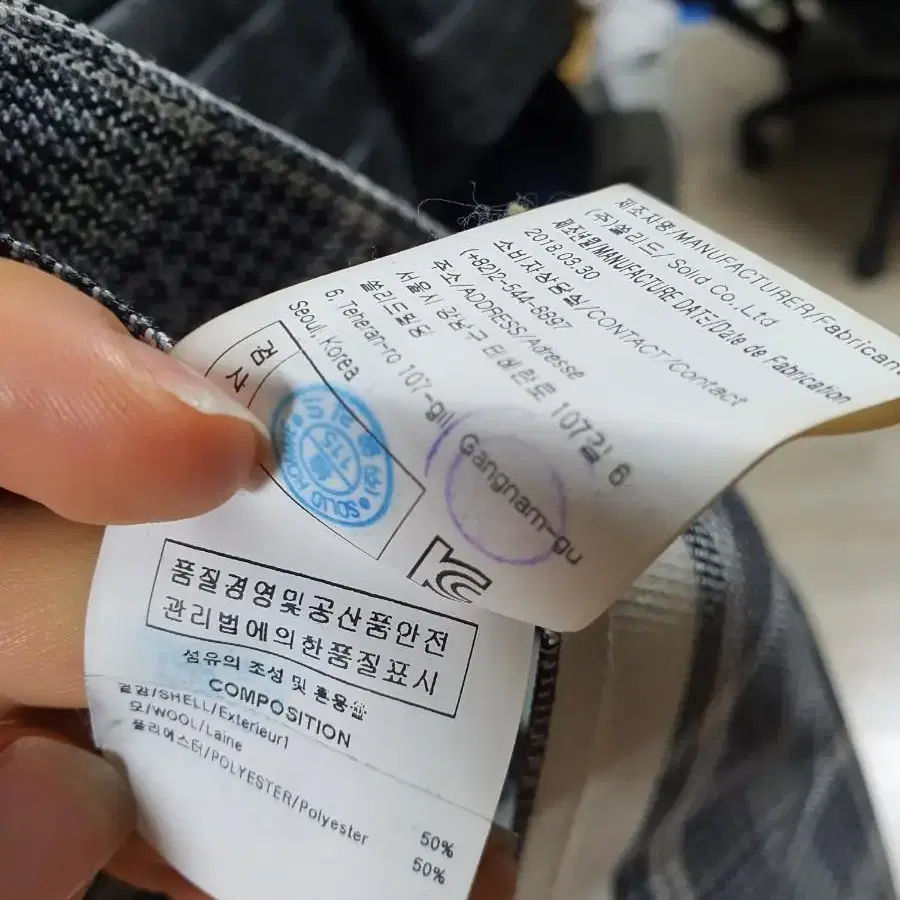 제조자명/MANUFACTURER/Fabricant
(주)쏠리드/ Solid Co.,Ltd
제조년월/MANUFACTURE DATE/Date de Fabrication
2018.09.30
소비자상담실/CONTACT/Contact
(+82)2-544-8897
주소/ADDRESS/Adresse
서울시 강남구 테헤란로 107길 6
쏠리드빌딩
6, Teheran-ro 107-gil Gangnam-gu
Seoul, Korea
검사
SOLID HOMME
115
품질경영및공산품안전
관리법에의한품질표시
섬유의 조성 및 혼용율
COMPOSITION
겉감/SHELL/Exterieur1
모/WOOL/Laine 50%
폴리에스터/POLYESTER/Polyester 50%